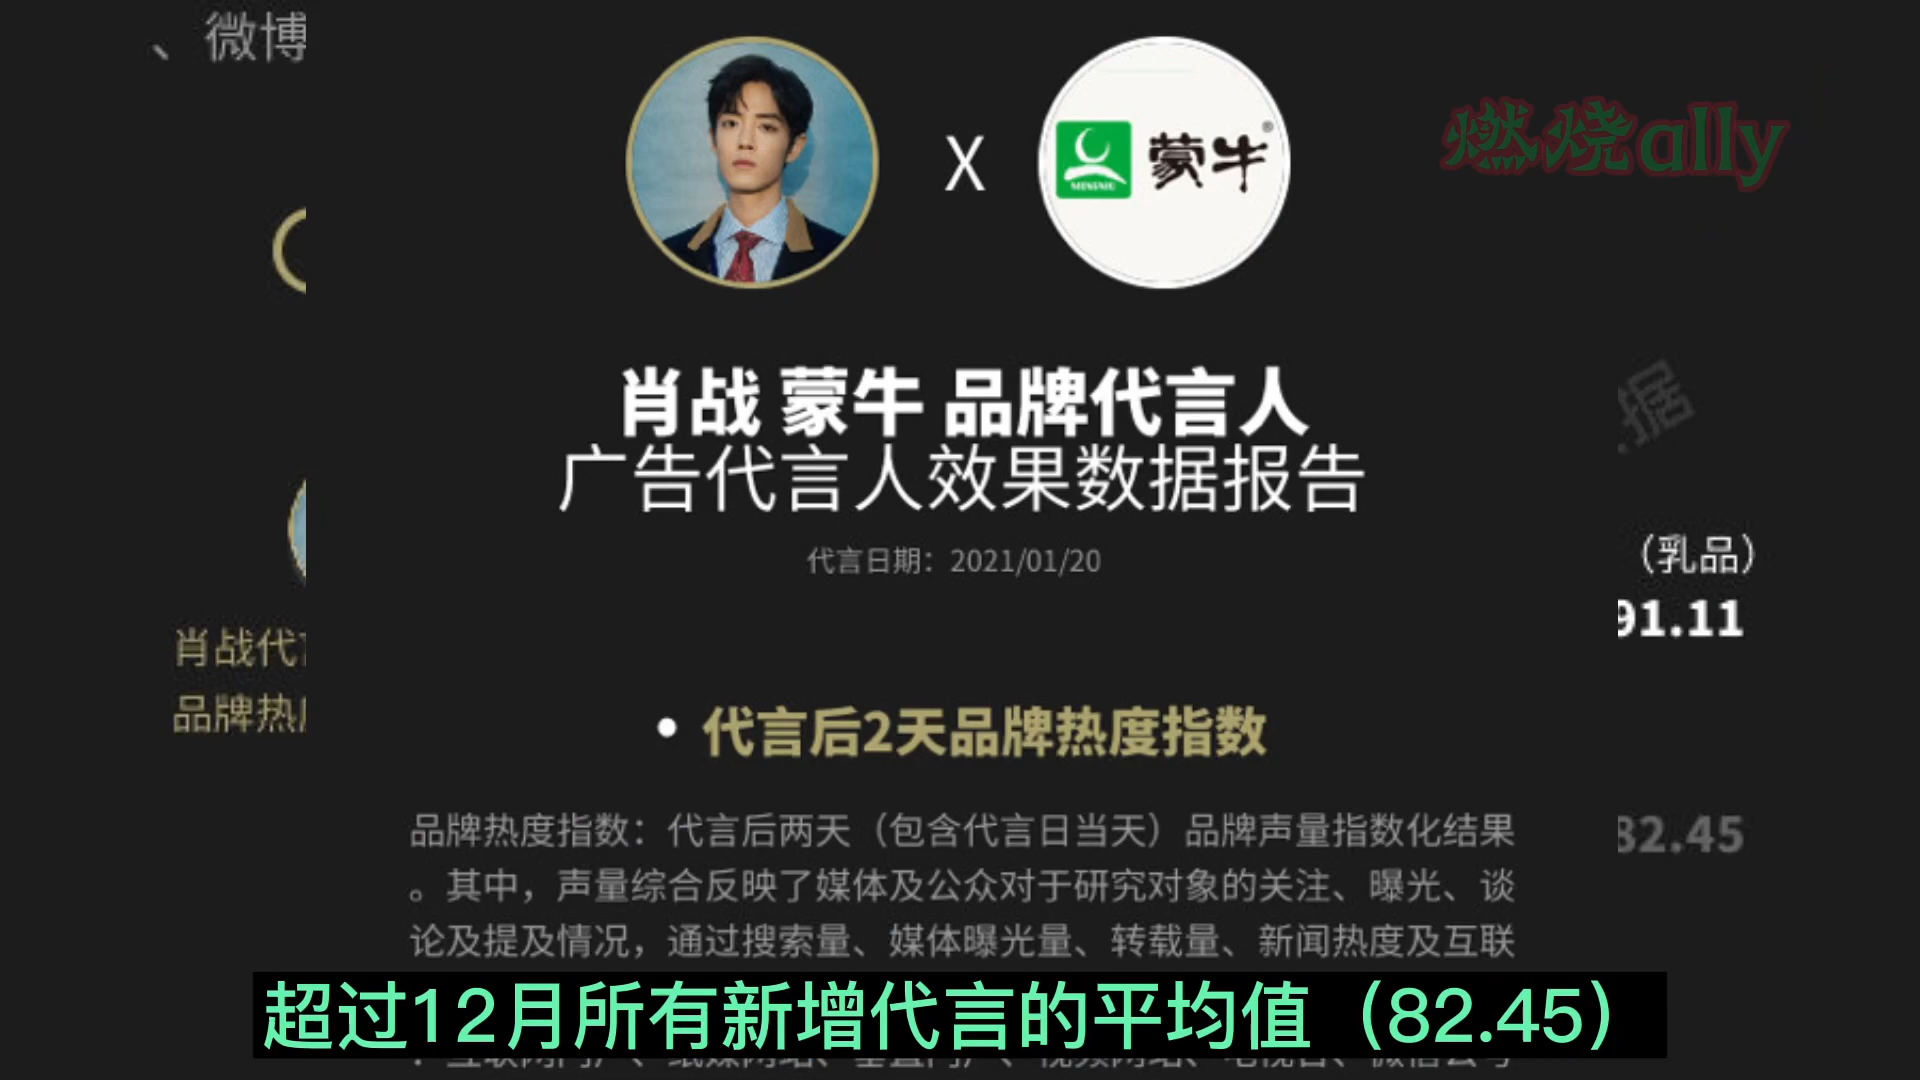 、微博
X
MENGNIU
蒙牛®
燃烧ally
肖战 蒙牛 品牌代言人
广告代言人效果数据报告
据
代言日期：2021/01/20
（乳品）
91.11
肖战代言
品牌热度
• 代言后2天品牌热度指数
82.45
品牌热度指数：代言后两天（包含代言日当天）品牌声量指数化结果
。其中，声量综合反映了媒体及公众对于研究对象的关注、曝光、谈
论及提及情况，通过搜索量、媒体曝光量、转载量、新闻热度及互联
超过12月所有新增代言的平均值（82.45）